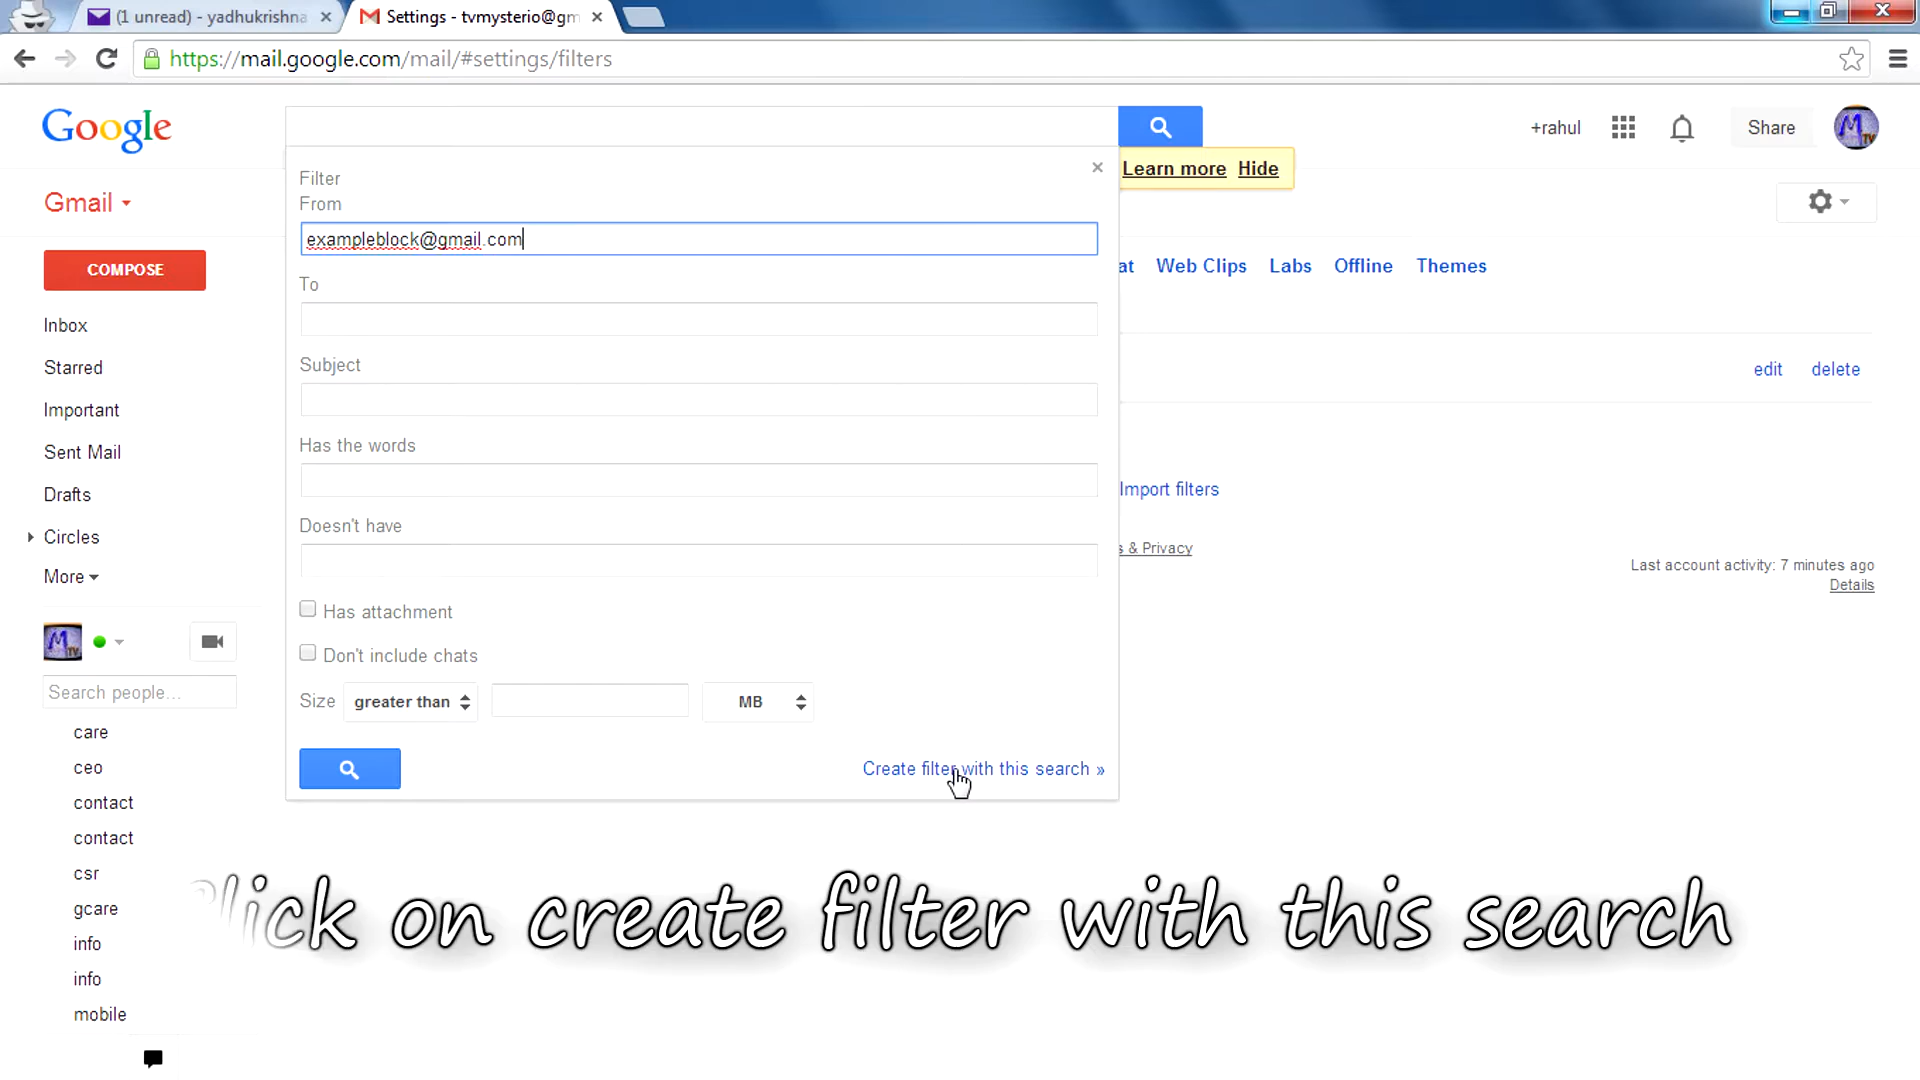 (1 unread) - yadhukrishna
Settings - tvmysterio@gm
https://mail.google.com/mail/#settings/filters
Google
+rahul
Share
Learn more Hide
Gmail
COMPOSE
Inbox
Starred
Important
Sent Mail
Drafts
Circles
More
Search people...
care
ceo
contact
contact
csr
gcare
info
info
mobile
Filter
From
exampleblock@gmail.com
To
Subject
Has the words
Doesn't have
Has attachment
Don't include chats
Size greater than MB
Create filter with this search »
at Web Clips Labs Offline Themes
edit delete
Import filters
s & Privacy
Last account activity: 7 minutes ago
Details
Click on create filter with this search